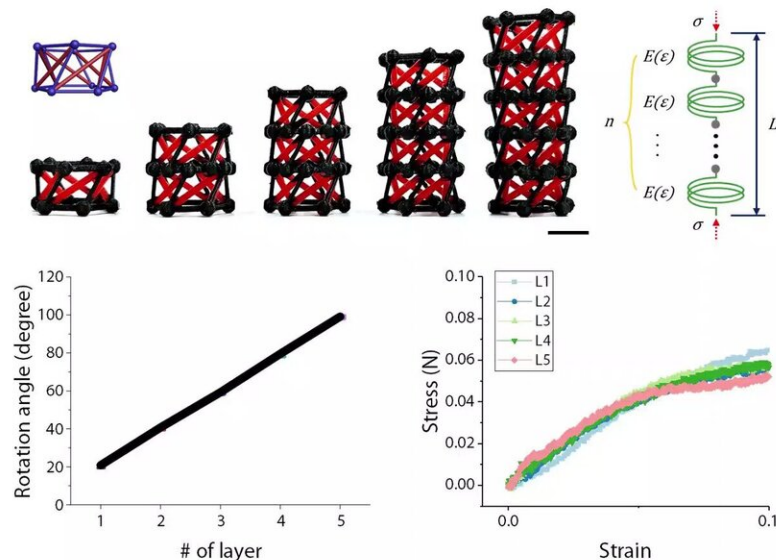 σ
E(ε)
E(ε)
n
L
E(ε)
σ
120
100
80
60
40
20
0
Rotation angle (degree)
1 2 3 4 5
# of layer
0.10
0.08
0.06
0.04
0.02
0.00
Stress (N)
L1
L2
L3
L4
L5
0.0 0.1
Strain